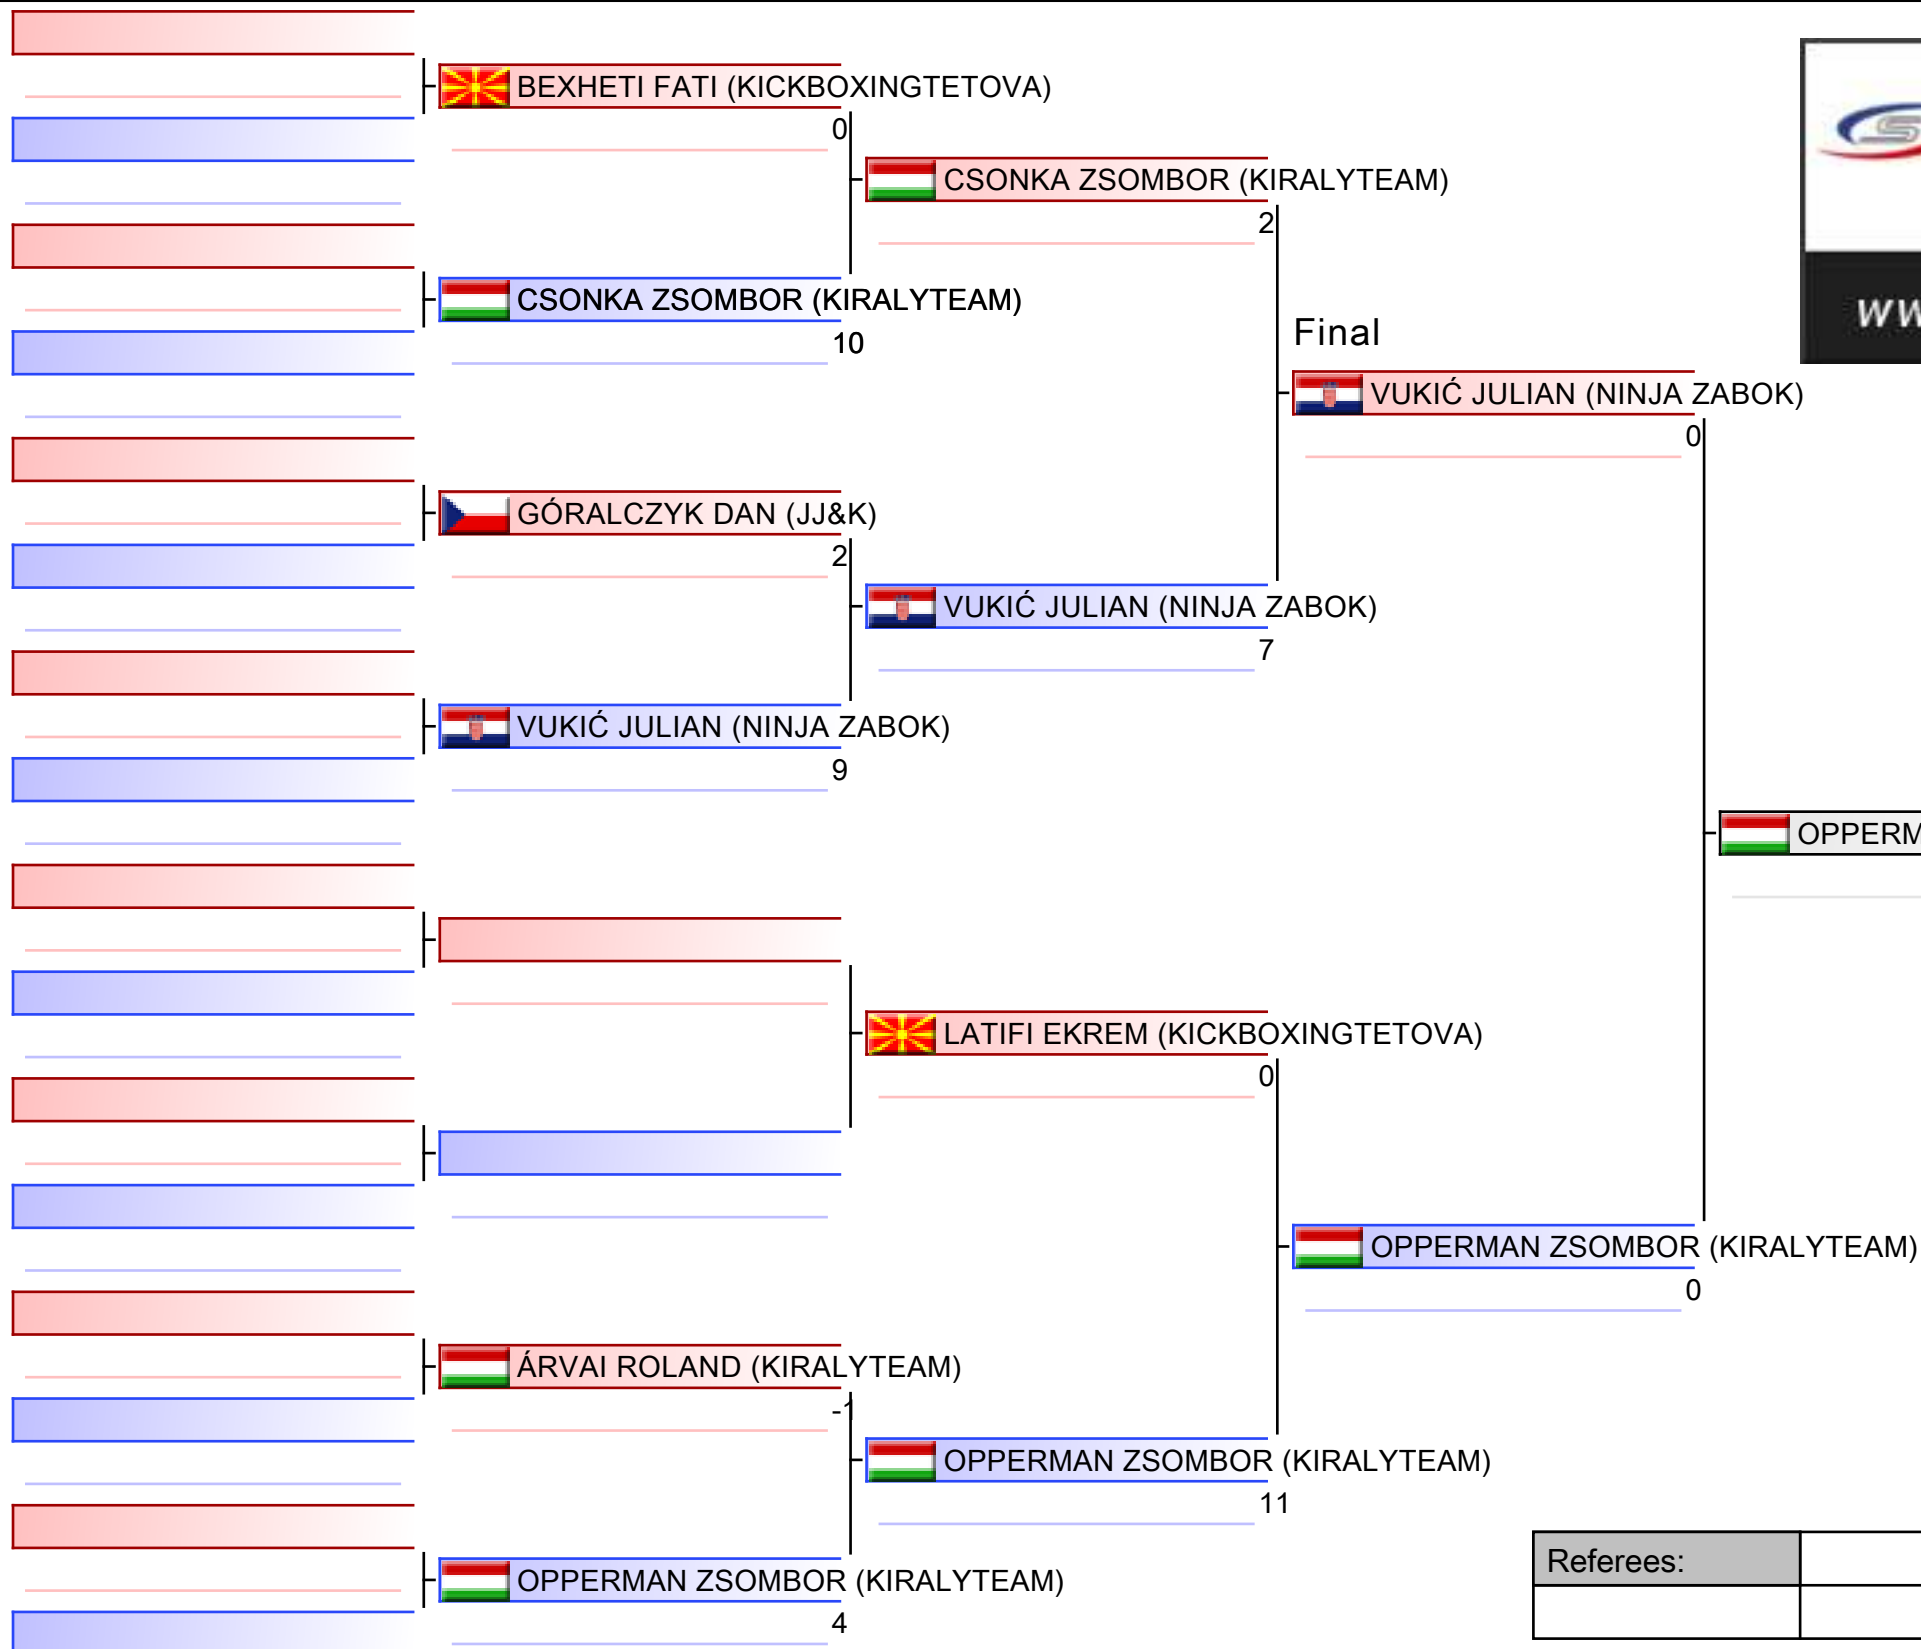 BEXHETI FATI (KICKBOXINGTETOVA)
0
CSONKA ZSOMBOR (KIRALYTEAM)
2
CSONKA ZSOMBOR (KIRALYTEAM)
10
Final
VUKIĆ JULIAN (NINJA ZABOK)
0
GÓRALCZYK DAN (JJ&K)
2
VUKIĆ JULIAN (NINJA ZABOK)
7
VUKIĆ JULIAN (NINJA ZABOK)
9
OPPERM
LATIFI EKREM (KICKBOXINGTETOVA)
0
OPPERMAN ZSOMBOR (KIRALYTEAM)
0
ÁRVAI ROLAND (KIRALYTEAM)
-1
OPPERMAN ZSOMBOR (KIRALYTEAM)
11
OPPERMAN ZSOMBOR (KIRALYTEAM)
4
Referees: